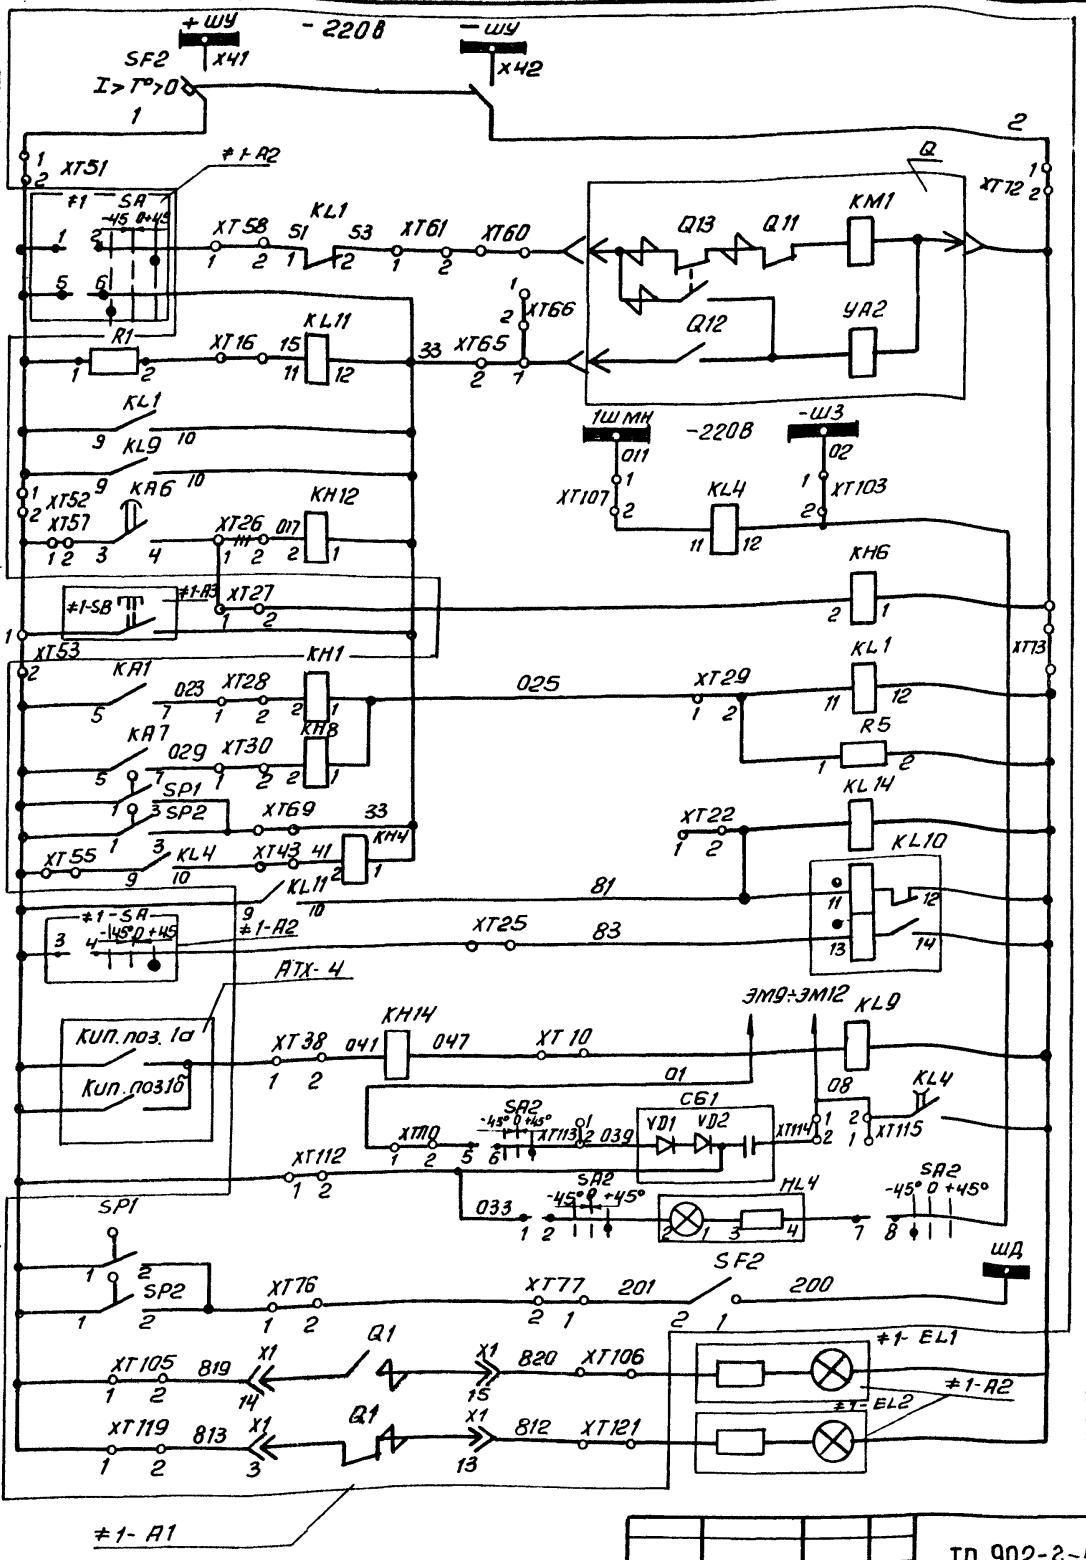 + ШУ - 220 В - ШУ
SF2 X41 X42
I> T°>0
1 2
1 XT51 ≠1-A2 Q 1
2 XT72 2
≠1 SA
-45 0 +45
1 2 XT58 51 KL1 53 XT61 XT60 Q13 Q11 KM1
1 2 1 2 1 2
5 6 1
2 XT66 Q12 УА2
R1 XT16 15 KL11 33 XT65
1 2 11 12 2 1
KL1 1ШМН -220В -ШЗ
9 10 011 02
KL9
9 10 1 1
1 XT52 KA6 KH12 XT107 2 KL4 2 XT103
2 XT57 XT26 017
1 2 3 4 1 2 2 1 11 12
KH6
≠1-SB ≠1-A3 XT27 2 1
1 1 2
XT53 XT73
2 KA1 KH1 KL1
023 XT28 025 XT29
5 7 1 2 2 1 1 2 11 12
KA7 KH8 R5
029 XT30
5 7 1 2 2 1 1 2
SP1 KL14
1 3 SP2 XT69 33 XT22
1 3 KH4 1 2 KL10
XT55 KL4 XT43 41
9 10 2 1
KL11 81 11 12
9 10
≠1-SA ≠1-A2
-45° 0 +45 XT25 83
3 4 13 14
ATX-4
ЭМ9÷ЭМ12
Кип. поз. 1а XT38 041 KH14 047 XT10 KL9
1 2
Кип. поз 1б 01 08 KL4
SA2 СБ1
-45° 0 +45° 1 VD1 VD2 1 2
XT113 2 039 XT114 2 1 XT115
1 2 5 6
XT112
1 2 SA2 HL4 SA2
-45° 0 +45° -45° 0 +45°
033
SP1 1 2 2 1 3 4 7 8
1 2 SF2 ШД
SP2 XT76 XT77 201 200
1 2 1 2 2 1 2 1
≠1- EL1
XT105 819 X1 Q1 X1 820 XT106
1 2 14 15 ≠1-A2
≠1-EL2
XT119 813 X1 Q1 X1 812 XT121
1 2 3 13
≠1- A1
ТП 902-2-